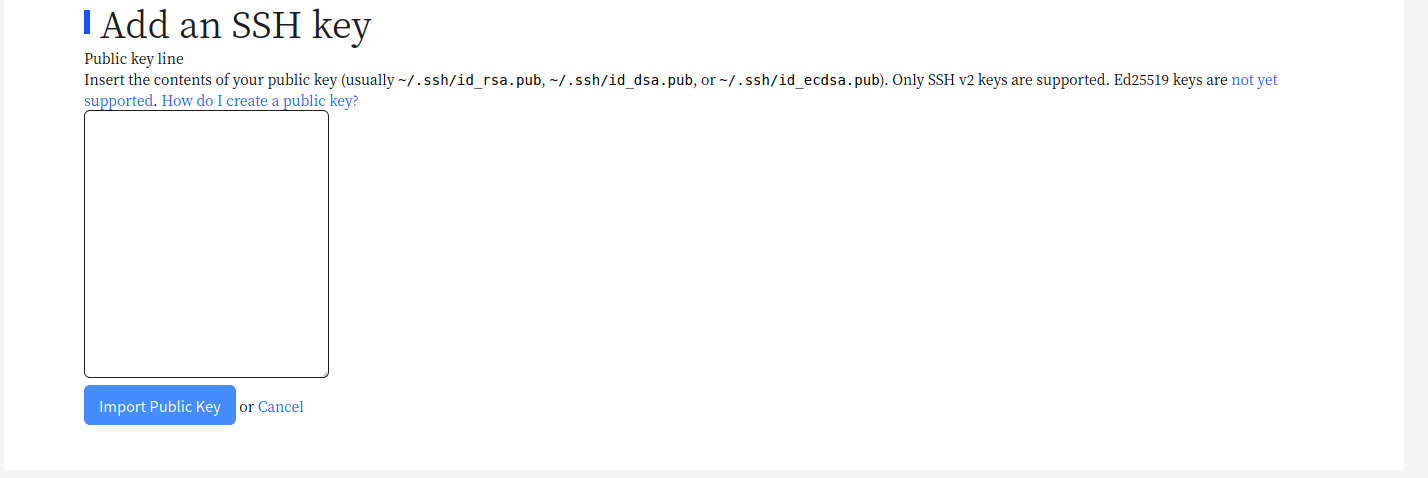 Add an SSH key
Public key line
Insert the contents of your public key (usually ~/.ssh/id_rsa.pub, ~/.ssh/id_dsa.pub, or ~/.ssh/id_ecdsa.pub). Only SSH v2 keys are supported. Ed25519 keys are not yet
supported. How do I create a public key?
Import Public Key or Cancel